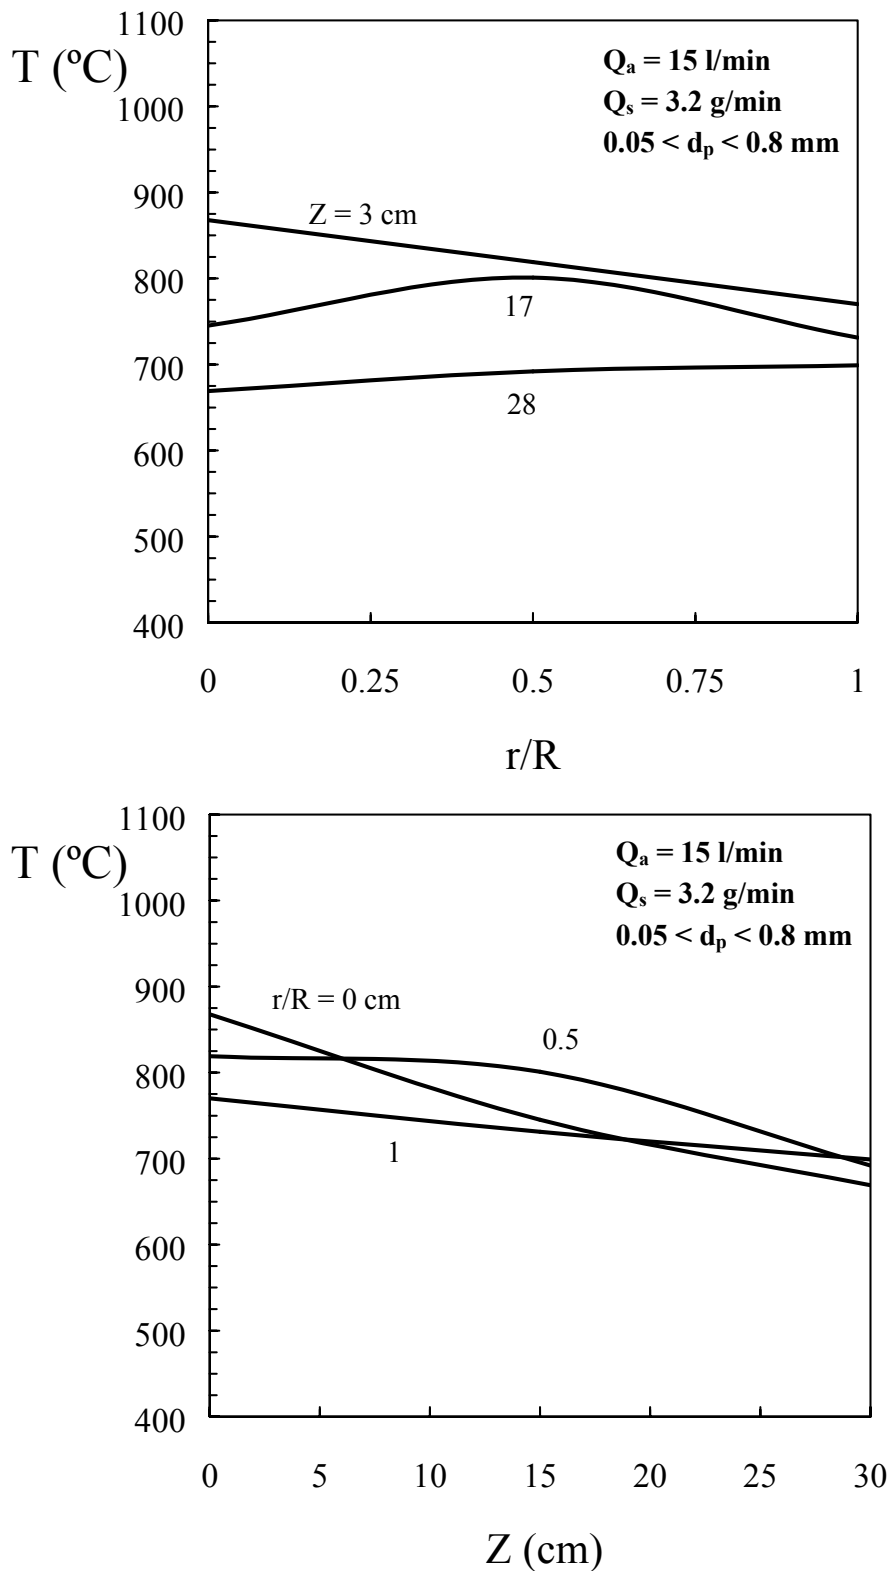 1100
T (ºC)
Qa = 15 l/min
Qs = 3.2 g/min
0.05 < dp < 0.8 mm
1000
900
Z = 3 cm
800
17
700
28
600
500
400
0 0.25 0.5 0.75 1
r/R
1100
T (ºC)
Qa = 15 l/min
Qs = 3.2 g/min
0.05 < dp < 0.8 mm
1000
900
r/R = 0 cm
0.5
800
1
700
600
500
400
0 5 10 15 20 25 30
Z (cm)